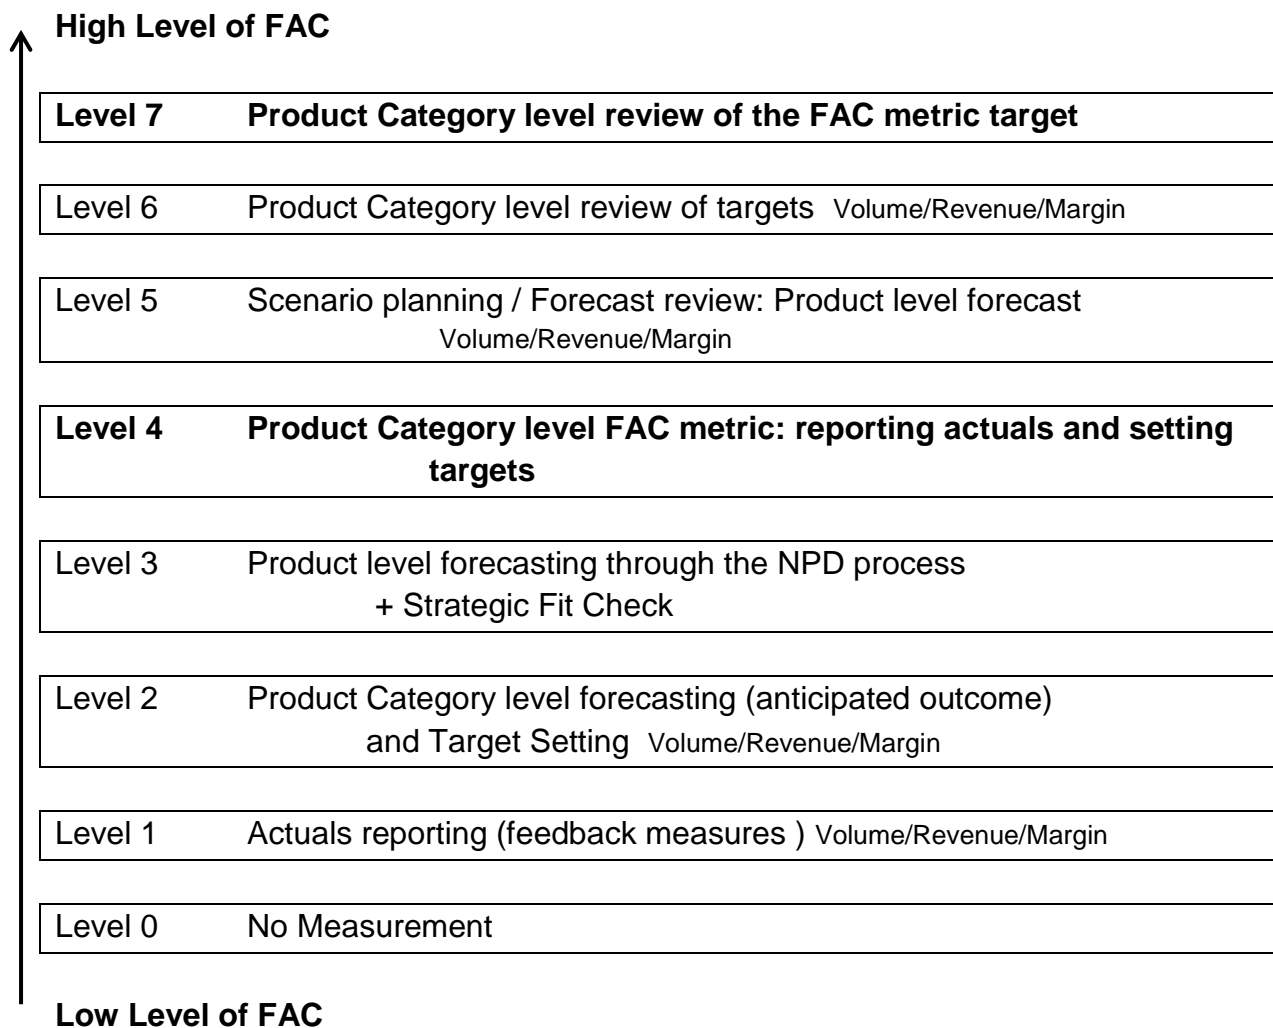 High Level of FAC
Level 7 Product Category level review of the FAC metric target
Level 6 Product Category level review of targets Volume/Revenue/Margin
Level 5 Scenario planning / Forecast review: Product level forecast
Volume/Revenue/Margin
Level 4 Product Category level FAC metric: reporting actuals and setting
targets
Level 3 Product level forecasting through the NPD process
+ Strategic Fit Check
Level 2 Product Category level forecasting (anticipated outcome)
and Target Setting Volume/Revenue/Margin
Level 1 Actuals reporting (feedback measures ) Volume/Revenue/Margin
Level 0 No Measurement
Low Level of FAC